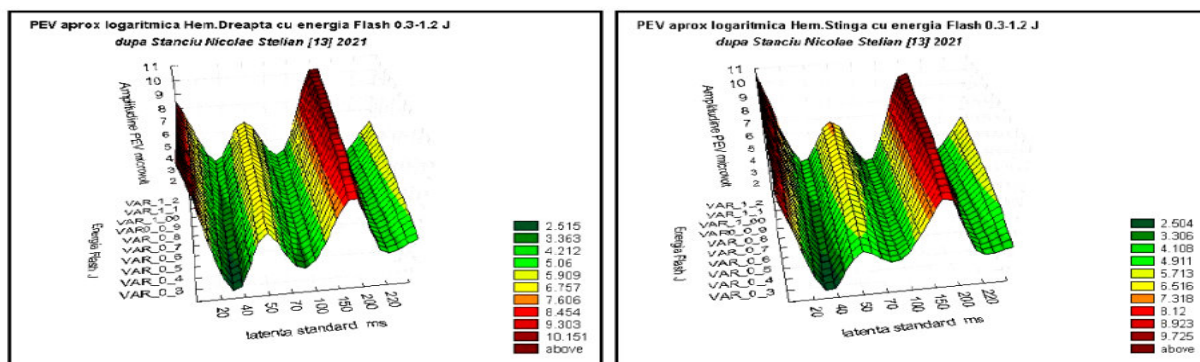 PEV aprox logaritmica Hem.Dreapta cu energia Flash 0.3-1.2 J
dupa Stanciu Nicolae Stelian [13] 2021
Amplitudine PEV microvolt
11
10
9
8
7
6
5
4
3
2
VAR_1_2
VAR_1_1
VAR_1_00
VAR0_0_9
VAR_0_8
VAR_0_7
VAR_0_6
VAR_0_5
VAR_0_4
VAR_0_3
Energia Flash J
20
40
50
70
100
150
200
220
latenta standard ms
2.515
3.363
4.212
5.06
5.909
6.757
7.606
8.454
9.303
10.151
above
PEV aprox logaritmica Hem.Stinga cu energia Flash 0.3-1.2 J
dupa Stanciu Nicolae Stelian [13] 2021
Amplitudine PEV microvolt
11
10
9
8
7
6
5
4
3
2
VAR_1_2
VAR_1_1
VAR_1_00
VAR0_0_9
VAR_0_8
VAR_0_7
VAR_0_6
VAR_0_5
VAR_0_4
VAR_0_3
Energia Flash J
20
40
50
70
100
150
200
220
latenta standard ms
2.504
3.306
4.108
4.911
5.713
6.516
7.318
8.12
8.923
9.725
above